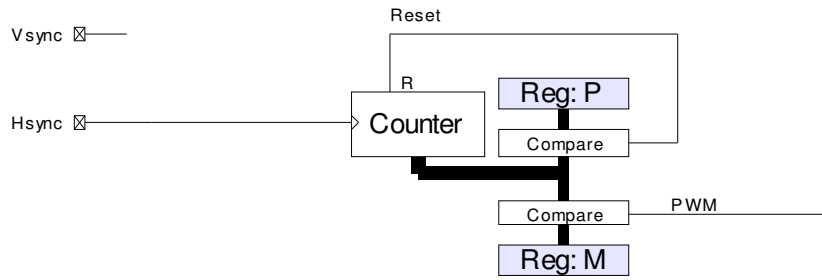 Reset
Vsync
R
Reg: P
Hsync
Counter
Compare
PWM
Compare
Reg: M